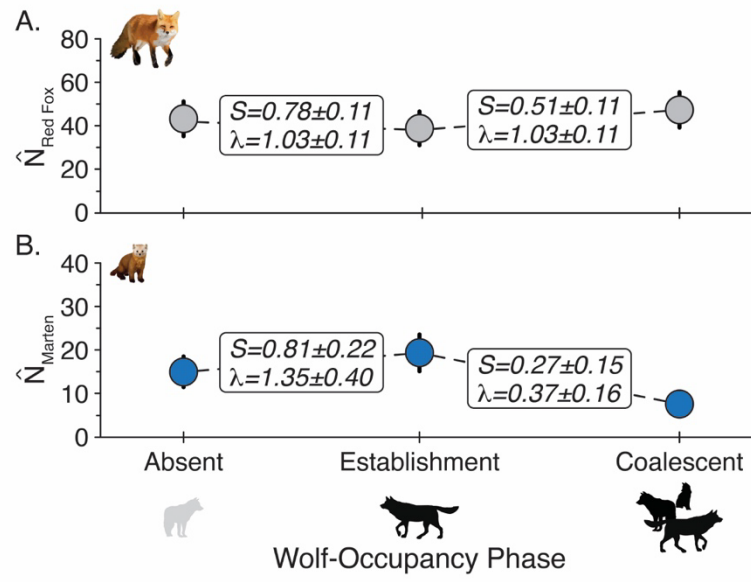 A.
80
60
40
20
0
N̂Red Fox
S=0.78±0.11
λ=1.03±0.11
S=0.51±0.11
λ=1.03±0.11
B.
40
30
20
10
0
N̂Marten
S=0.81±0.22
λ=1.35±0.40
S=0.27±0.15
λ=0.37±0.16
Absent Establishment Coalescent
Wolf-Occupancy Phase